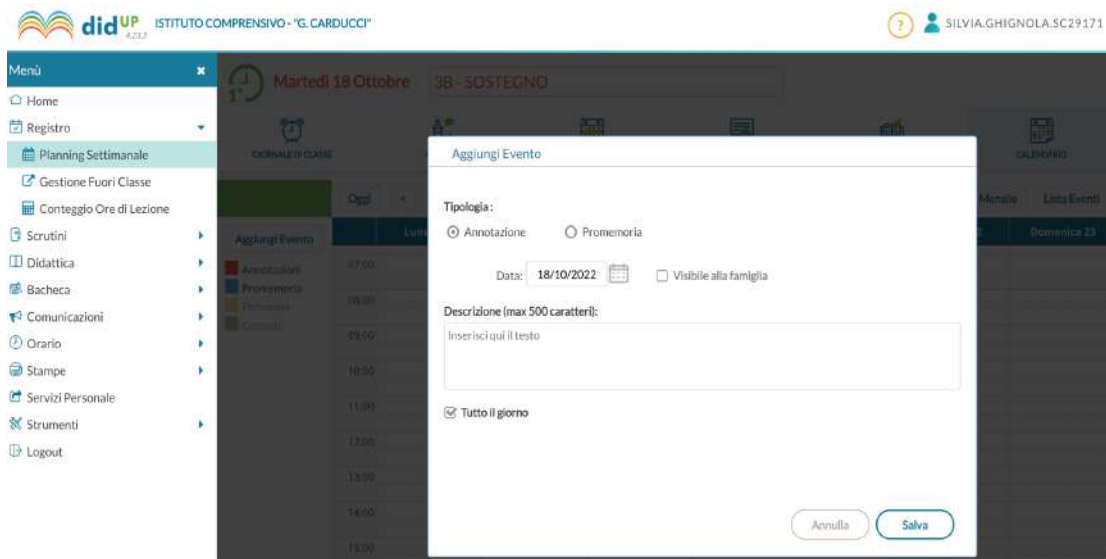 didUP
4.23.3
ISTITUTO COMPRENSIVO - "G. CARDUCCI"
?
SILVIA.GHIGNOLA.SC29171
Menù
Home
Registro
Planning Settimanale
Gestione Fuori Classe
Conteggio Ore di Lezione
Scrutini
Didattica
Bacheca
Comunicazioni
Orario
Stampe
Servizi Personale
Strumenti
Logout
1°
Martedì 18 Ottobre
3B - SOSTEGNO
GIORNALE DI CLASSE
CALENDARIO
Oggi
Mensile
Lista Eventi
Aggiungi Evento
Domenica 23
Annotazioni
Promemoria
07:00
08:00
09:00
10:00
11:00
12:00
13:00
14:00
15:00
Aggiungi Evento
Tipologia :
Annotazione
Promemoria
Data: 18/10/2022
Visibile alla famiglia
Descrizione (max 500 caratteri):
Inserisci qui il testo
Tutto il giorno
Annulla
Salva